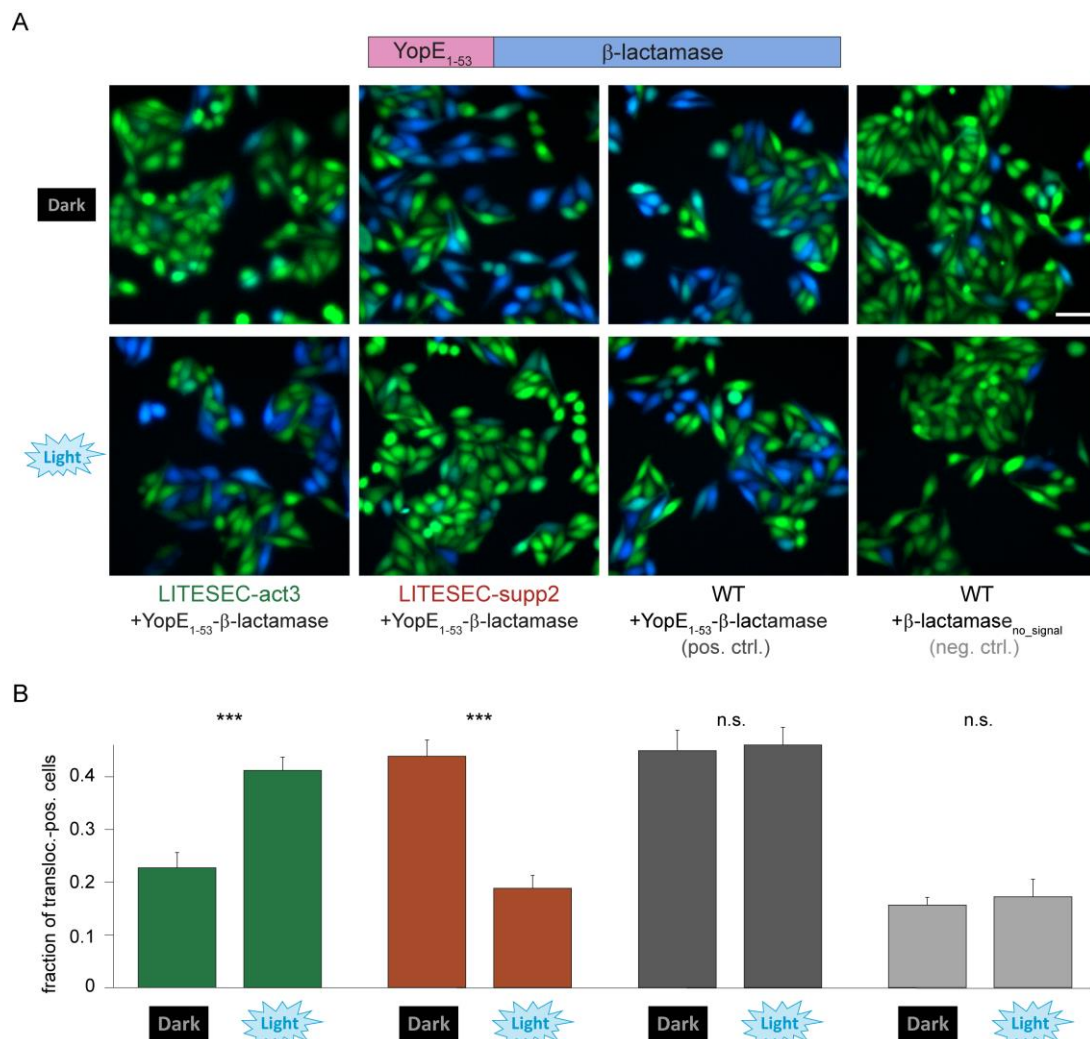 A
YopE1-53 β-lactamase
Dark
Light
LITESEC-act3 LITESEC-supp2 WT WT
+YopE1-53-β-lactamase +YopE1-53-β-lactamase +YopE1-53-β-lactamase +β-lactamaseno_signal
(pos. ctrl.) (neg. ctrl.)
B
*** *** n.s. n.s.
fraction of transloc.-pos. cells
0.4
0.3
0.2
0.1
0
Dark Light Dark Light Dark Light Dark Light